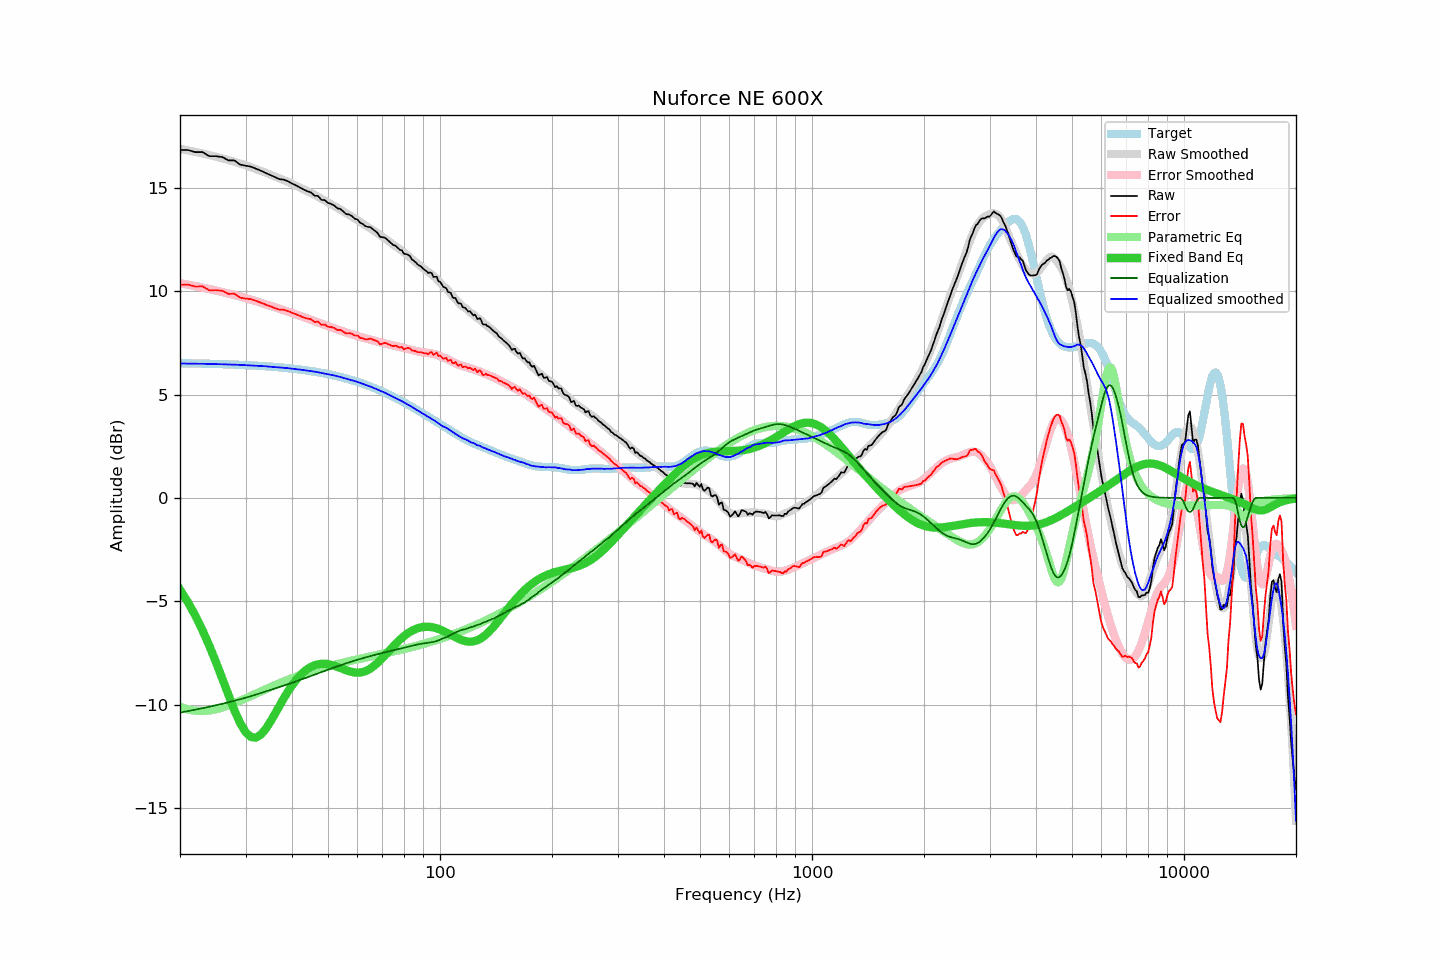 Nuforce NE 600X
Target
Raw Smoothed
Error Smoothed
Raw
Error
Parametric Eq
Fixed Band Eq
Equalization
Equalized smoothed
15
10
5
0
−5
−10
−15
Amplitude (dBr)
100
1000
10000
Frequency (Hz)